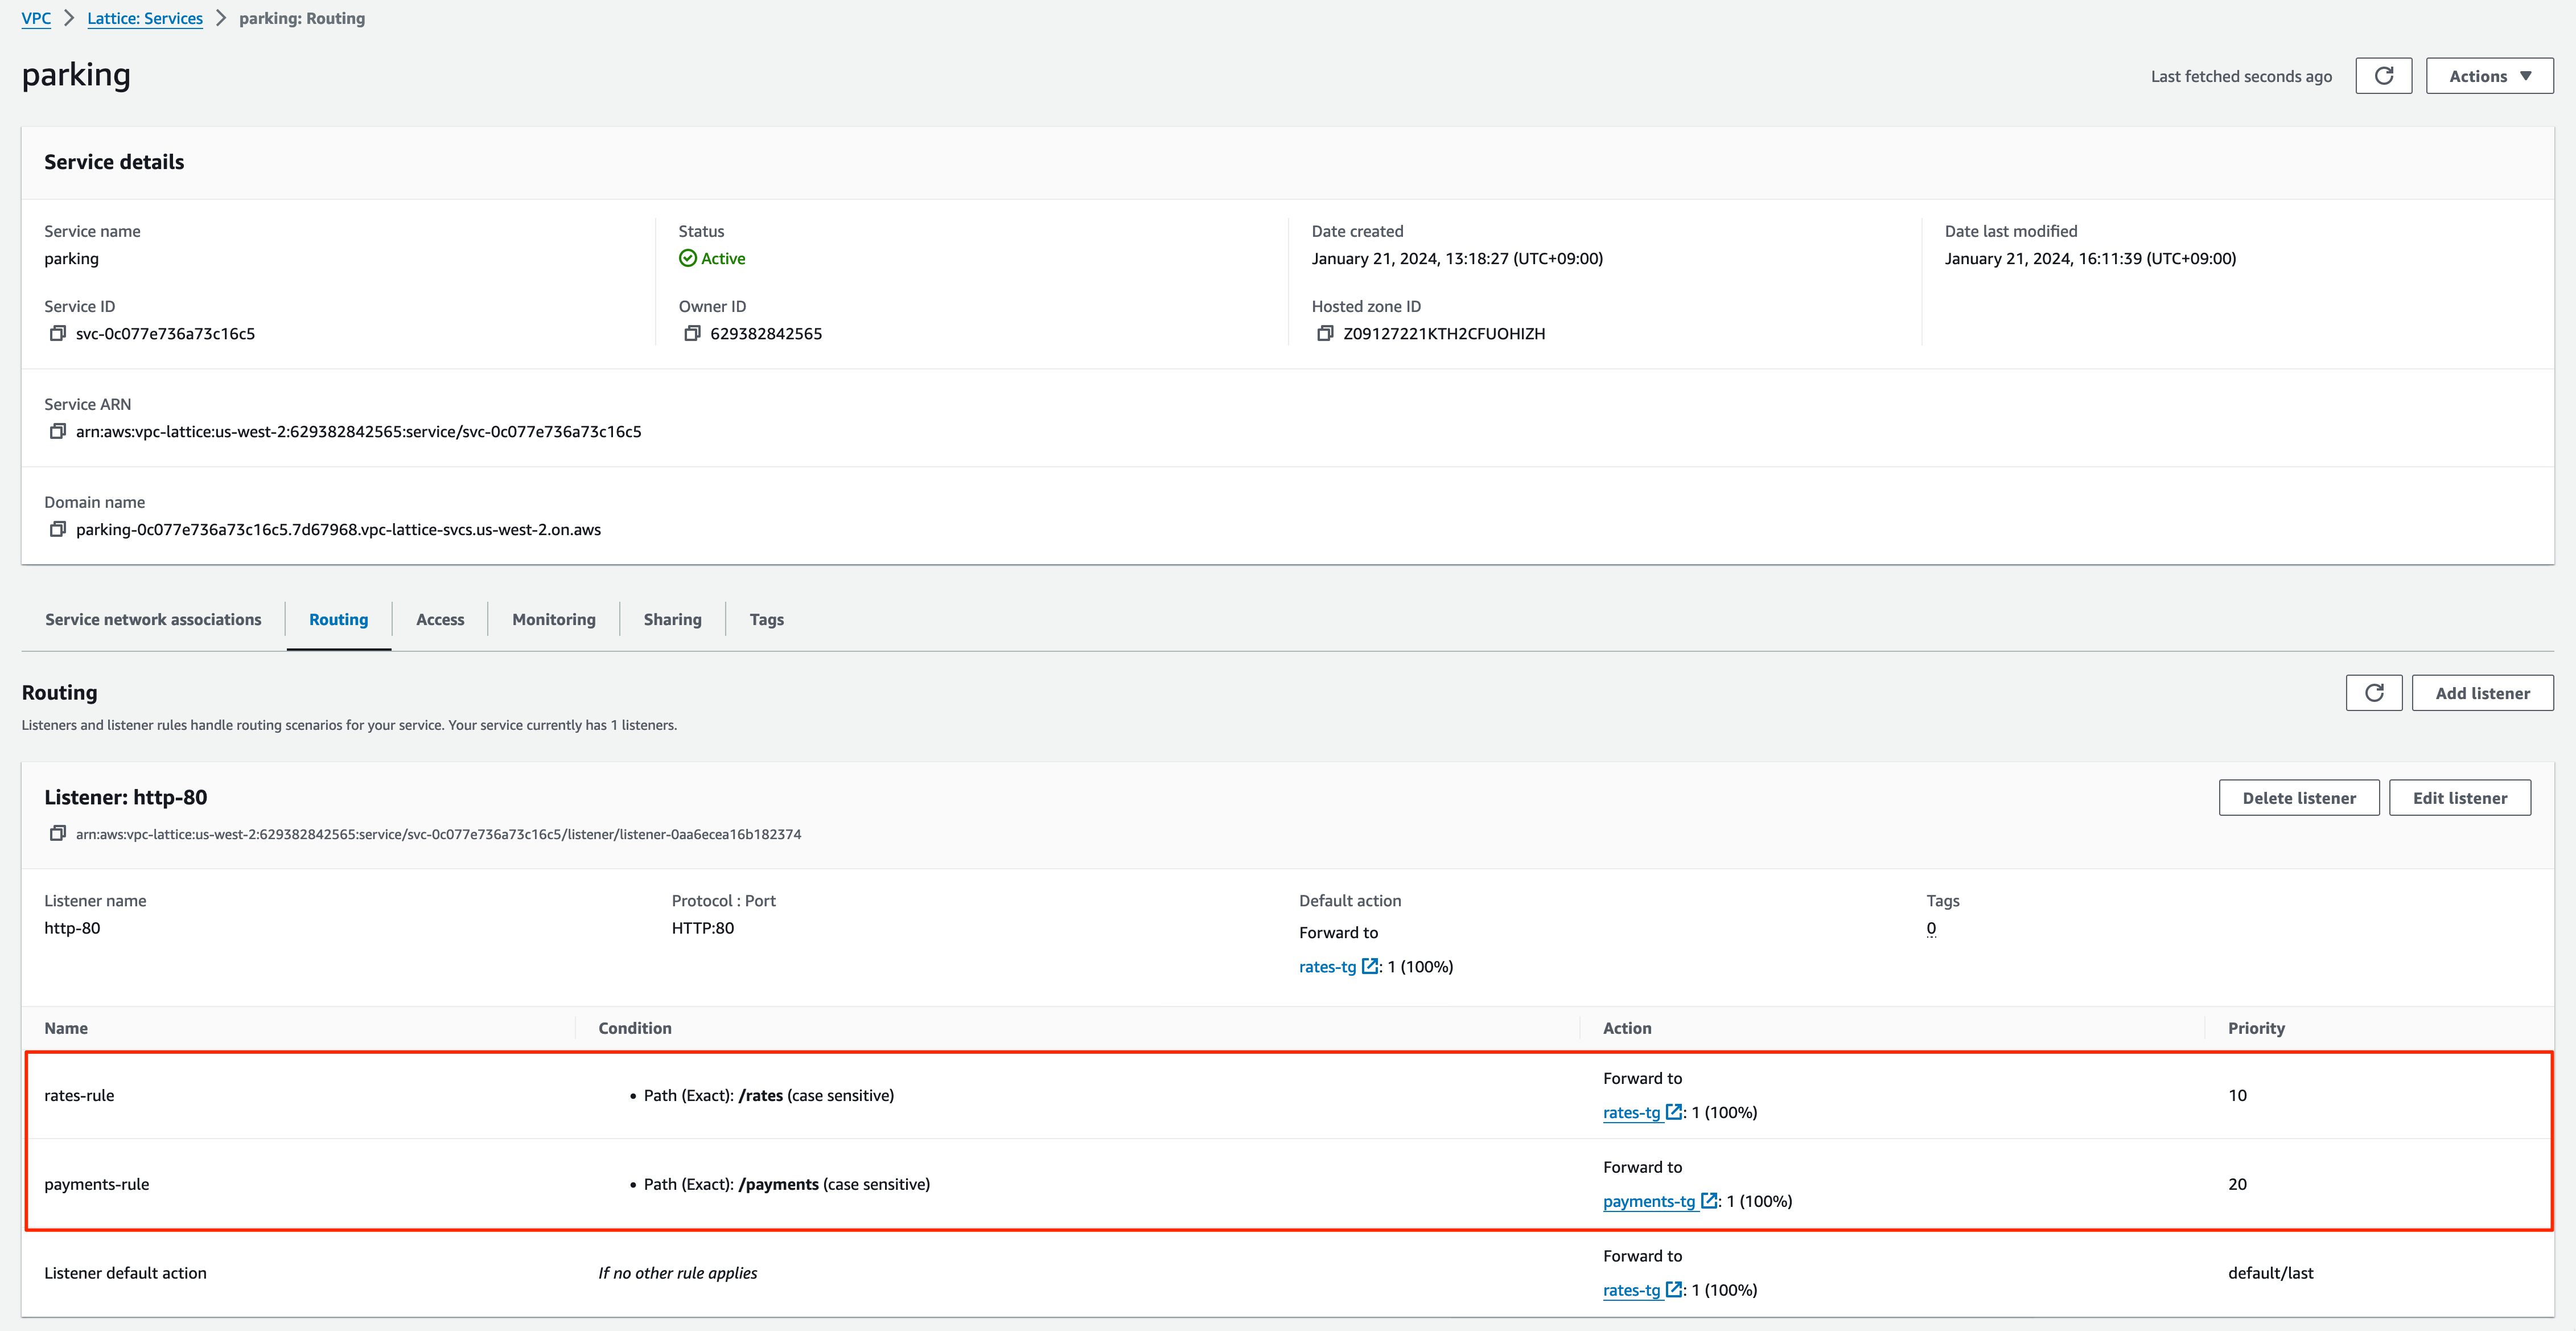 VPC > Lattice: Services > parking: Routing
parking
Last fetched seconds ago
Actions
Service details
Service name
parking
Status
Active
Date created
January 21, 2024, 13:18:27 (UTC+09:00)
Date last modified
January 21, 2024, 16:11:39 (UTC+09:00)
Service ID
svc-0c077e736a73c16c5
Owner ID
629382842565
Hosted zone ID
Z09127221KTH2CFUOHIZH
Service ARN
arn:aws:vpc-lattice:us-west-2:629382842565:service/svc-0c077e736a73c16c5
Domain name
parking-0c077e736a73c16c5.7d67968.vpc-lattice-svcs.us-west-2.on.aws
Service network associations
Routing
Access
Monitoring
Sharing
Tags
Routing
Add listener
Listeners and listener rules handle routing scenarios for your service. Your service currently has 1 listeners.
Listener: http-80
Delete listener
Edit listener
arn:aws:vpc-lattice:us-west-2:629382842565:service/svc-0c077e736a73c16c5/listener/listener-0aa6ecea16b182374
Listener name
http-80
Protocol : Port
HTTP:80
Default action
Forward to
rates-tg : 1 (100%)
Tags
0
Name
Condition
Action
Priority
rates-rule
• Path (Exact): /rates (case sensitive)
Forward to
rates-tg : 1 (100%)
10
payments-rule
• Path (Exact): /payments (case sensitive)
Forward to
payments-tg : 1 (100%)
20
Listener default action
If no other rule applies
Forward to
rates-tg : 1 (100%)
default/last